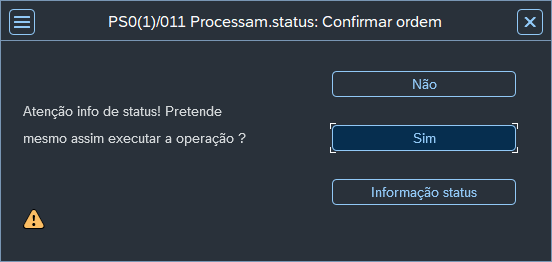 PS0(1)/011 Processam.status: Confirmar ordem
Não
Atenção info de status! Pretende
mesmo assim executar a operação ?
Sim
Informação status